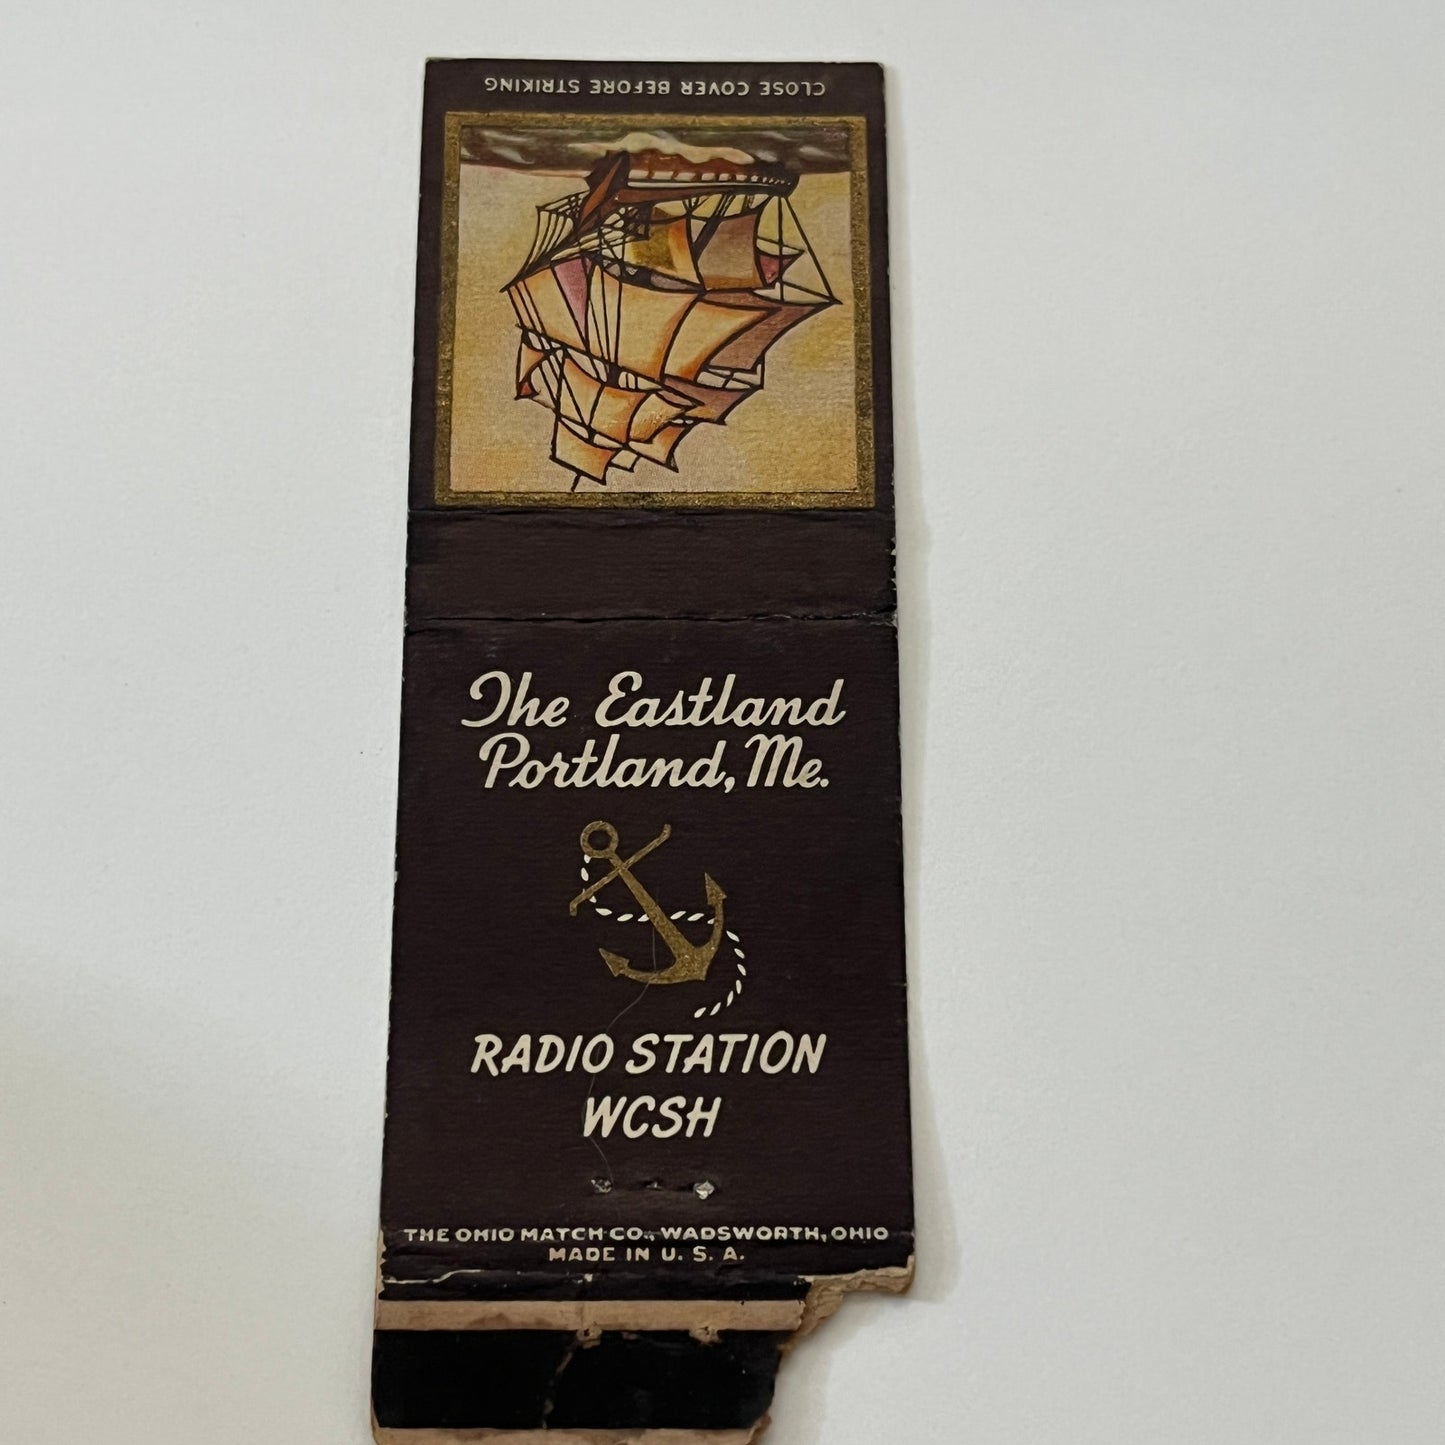 CLOSE COVER BEFORE STRIKING
The Eastland
Portland, Me.
RADIO STATION
WCSH
THE OHIO MATCH CO., WADSWORTH, OHIO
MADE IN U. S. A.